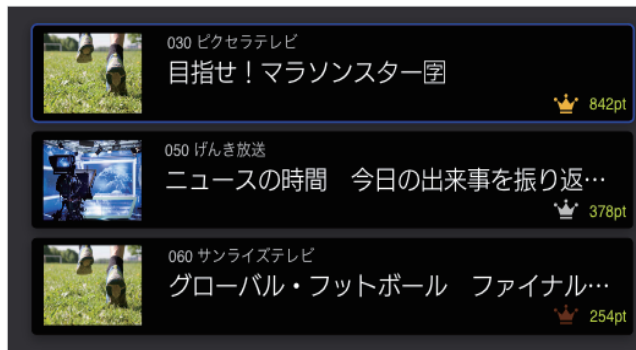 030 ピクセラテレビ
目指せ！マラソンスター🈑
842pt
050 げんき放送
ニュースの時間　今日の出来事を振り返…
378pt
060 サンライズテレビ
グローバル・フットボール　ファイナル…
254pt